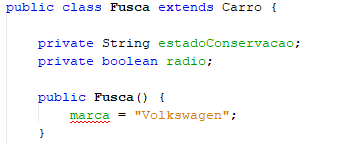 public class Fusca extends Carro {
private String estadoConservacao;
private boolean radio;
public Fusca() {
marca = "Volkswagen";
}